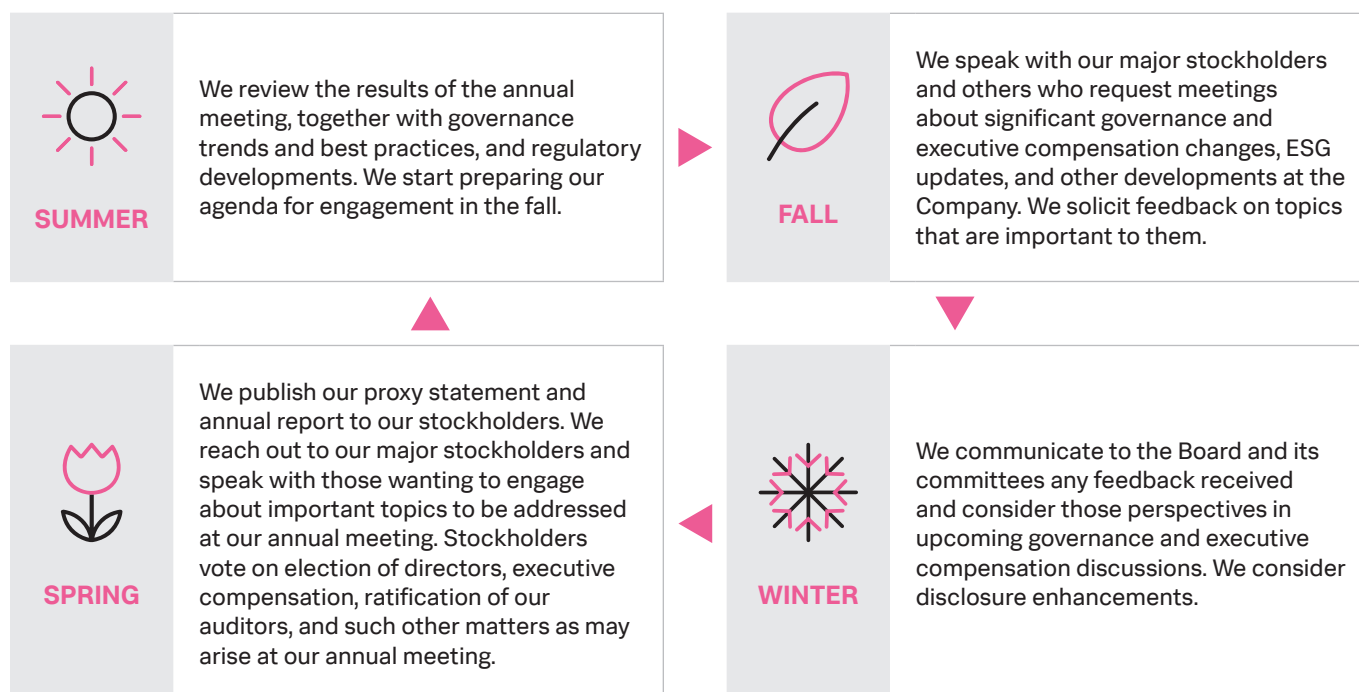 SUMMER
We review the results of the annual
meeting, together with governance
trends and best practices, and regulatory
developments. We start preparing our
agenda for engagement in the fall.
FALL
We speak with our major stockholders
and others who request meetings
about significant governance and
executive compensation changes, ESG
updates, and other developments at the
Company. We solicit feedback on topics
that are important to them.
SPRING
We publish our proxy statement and
annual report to our stockholders. We
reach out to our major stockholders and
speak with those wanting to engage
about important topics to be addressed
at our annual meeting. Stockholders
vote on election of directors, executive
compensation, ratification of our
auditors, and such other matters as may
arise at our annual meeting.
WINTER
We communicate to the Board and its
committees any feedback received
and consider those perspectives in
upcoming governance and executive
compensation discussions. We consider
disclosure enhancements.